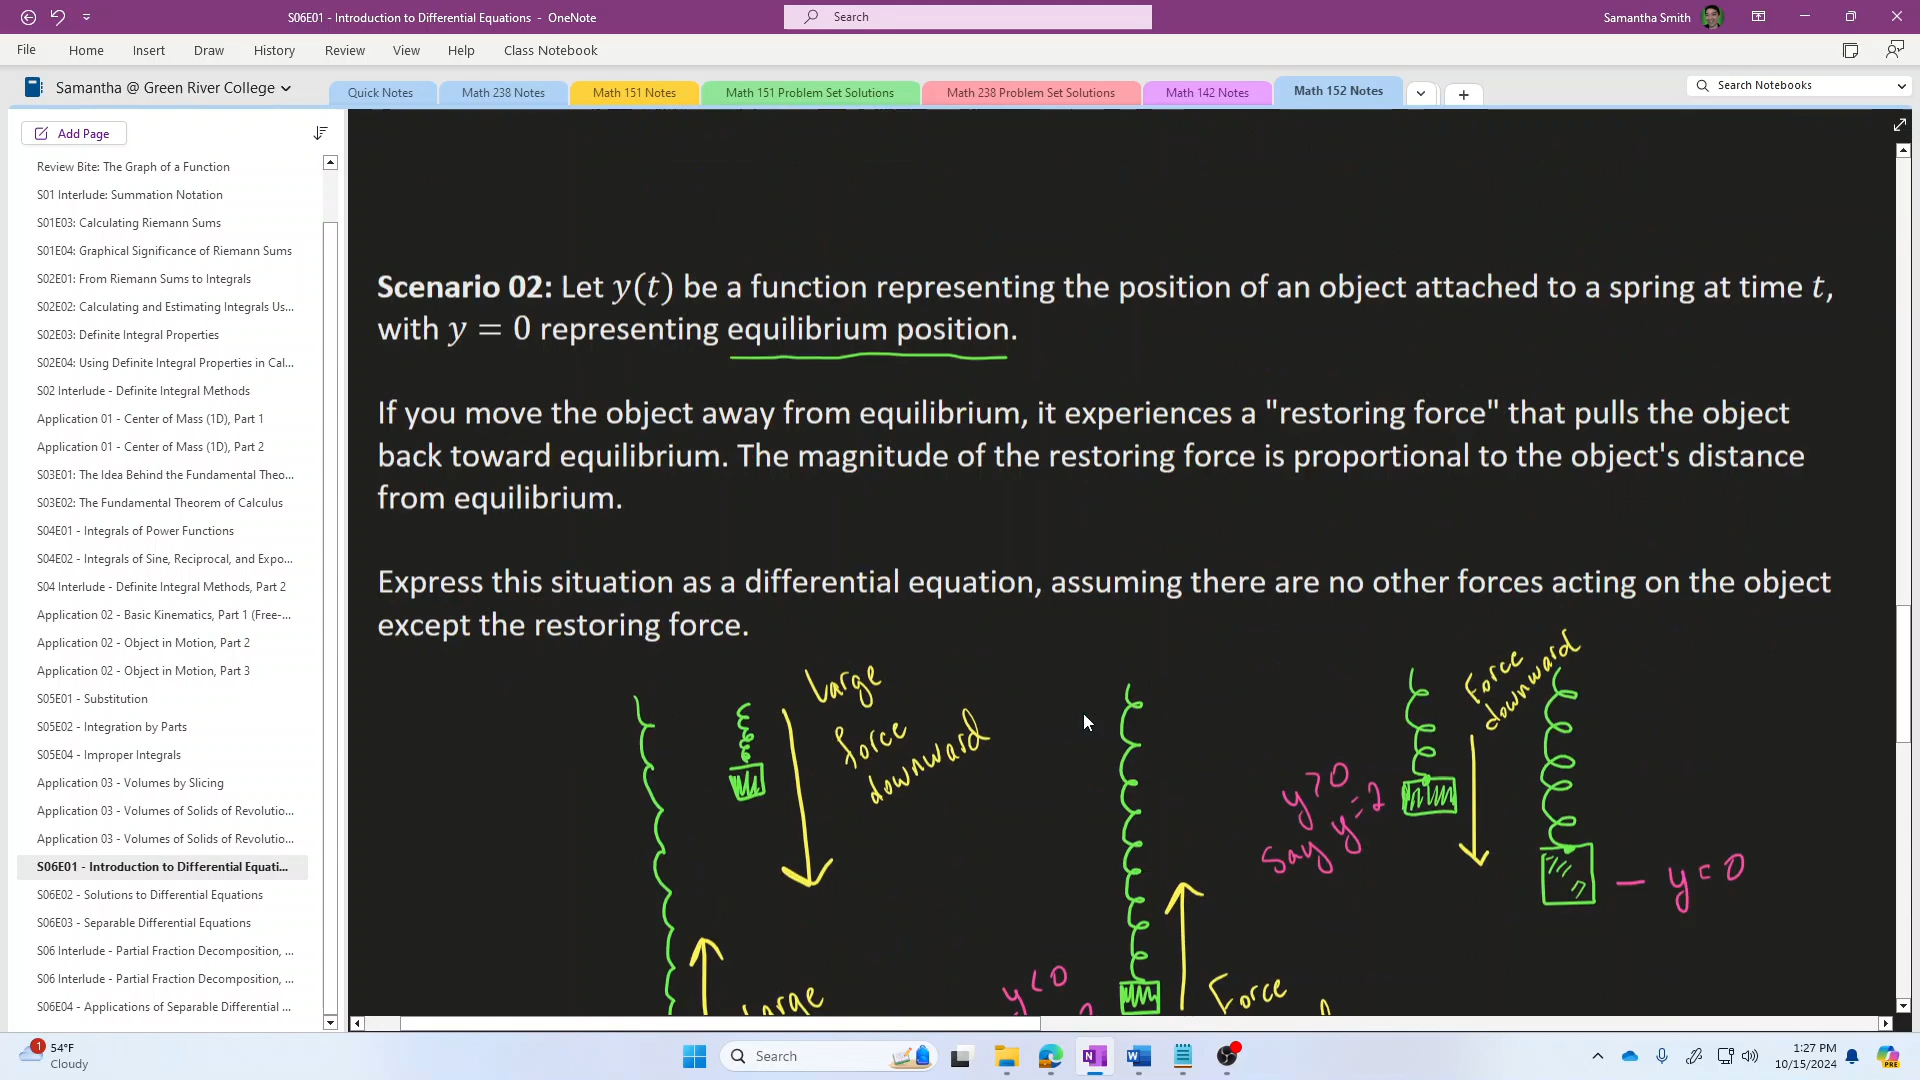 S06E01 - Introduction to Differential Equations - OneNote
Search
Samantha Smith
File Home Insert Draw History Review View Help Class Notebook
Samantha @ Green River College
Quick Notes
Math 238 Notes
Math 151 Notes
Math 151 Problem Set Solutions
Math 238 Problem Set Solutions
Math 142 Notes
Math 152 Notes
Search Notebooks
Add Page
Review Bite: The Graph of a Function
S01 Interlude: Summation Notation
S01E03: Calculating Riemann Sums
S01E04: Graphical Significance of Riemann Sums
S02E01: From Riemann Sums to Integrals
S02E02: Calculating and Estimating Integrals Us...
S02E03: Definite Integral Properties
S02E04: Using Definite Integral Properties in Cal...
S02 Interlude - Definite Integral Methods
Application 01 - Center of Mass (1D), Part 1
Application 01 - Center of Mass (1D), Part 2
S03E01: The Idea Behind the Fundamental Theo...
S03E02: The Fundamental Theorem of Calculus
S04E01 - Integrals of Power Functions
S04E02 - Integrals of Sine, Reciprocal, and Expo...
S04 Interlude - Definite Integral Methods, Part 2
Application 02 - Basic Kinematics, Part 1 (Free-...
Application 02 - Object in Motion, Part 2
Application 02 - Object in Motion, Part 3
S05E01 - Substitution
S05E02 - Integration by Parts
S05E04 - Improper Integrals
Application 03 - Volumes by Slicing
Application 03 - Volumes of Solids of Revolutio...
Application 03 - Volumes of Solids of Revolutio...
S06E01 - Introduction to Differential Equati...
S06E02 - Solutions to Differential Equations
S06E03 - Separable Differential Equations
S06 Interlude - Partial Fraction Decomposition, ...
S06 Interlude - Partial Fraction Decomposition, ...
S06E04 - Applications of Separable Differential ...
Scenario 02: Let y(t) be a function representing the position of an object attached to a spring at time t,
with y = 0 representing equilibrium position.
If you move the object away from equilibrium, it experiences a "restoring force" that pulls the object
back toward equilibrium. The magnitude of the restoring force is proportional to the object's distance
from equilibrium.
Express this situation as a differential equation, assuming there are no other forces acting on the object
except the restoring force.
Large
force
downward
Force
downward
y>0
say y=2
y=0
y<0
Large
Force
54°F
Cloudy
1
Search
1:27 PM
10/15/2024
PRE